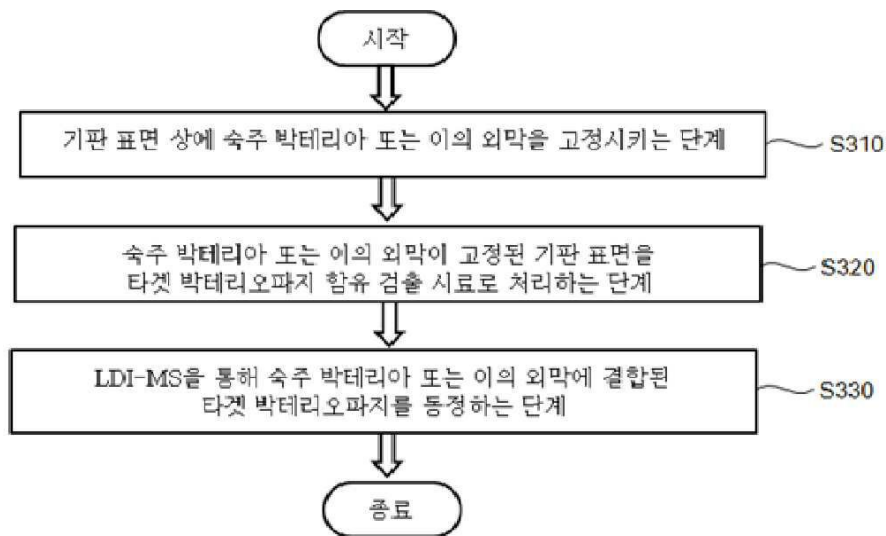 시작
기판 표면 상에 숙주 박테리아 또는 이의 외막을 고정시키는 단계
S310
숙주 박테리아 또는 이의 외막이 고정된 기판 표면을
타겟 박테리오파지 함유 검출 시료로 처리하는 단계
S320
LDI-MS을 통해 숙주 박테리아 또는 이의 외막에 결합된
타겟 박테리오파지를 동정하는 단계
S330
종료